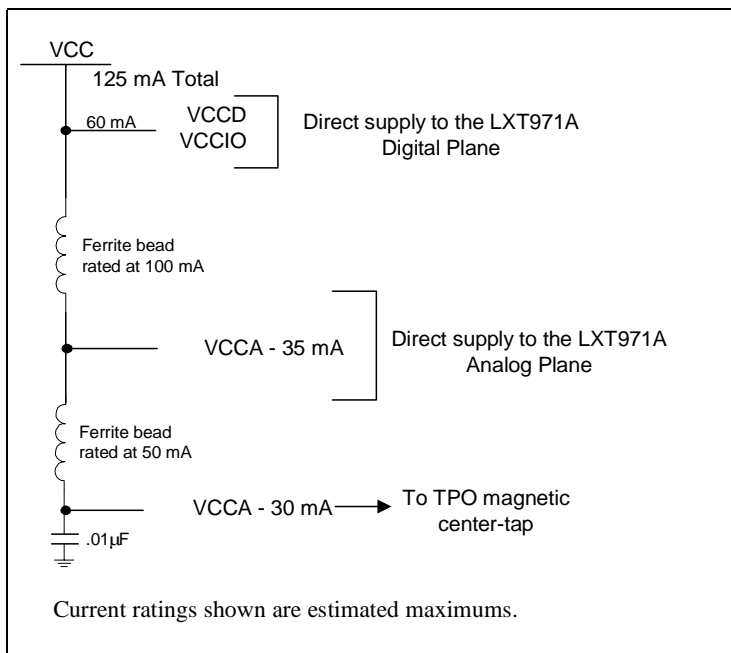 VCC
125 mA Total
60 mA
VCCD
VCCIO
Direct supply to the LXT971A
Digital Plane
Ferrite bead
rated at 100 mA
VCCA - 35 mA
Direct supply to the LXT971A
Analog Plane
Ferrite bead
rated at 50 mA
VCCA - 30 mA
To TPO magnetic
center-tap
.01µF
Current ratings shown are estimated maximums.